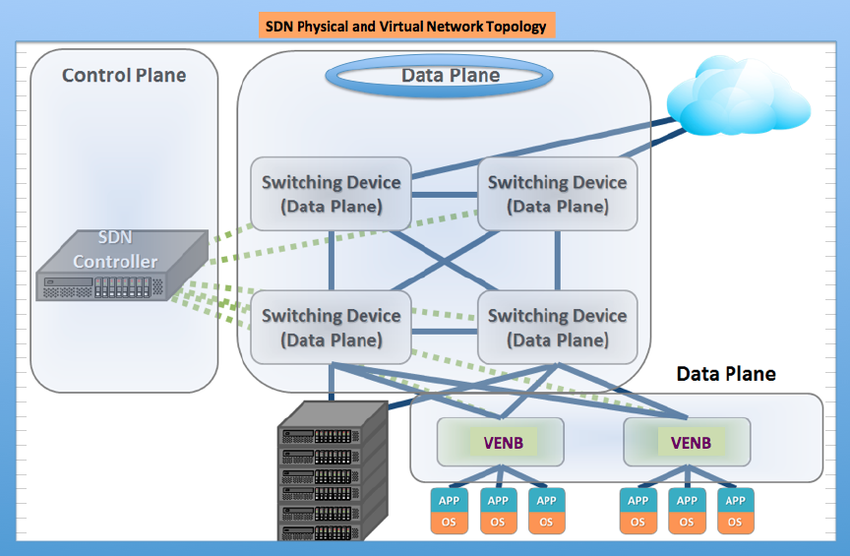 SDN Physical and Virtual Network Topology
Control Plane
Data Plane
Switching Device
(Data Plane)
Switching Device
(Data Plane)
SDN
Controller
Switching Device
(Data Plane)
Switching Device
(Data Plane)
Data Plane
VENB
VENB
APP
APP
APP
APP
APP
APP
OS
OS
OS
OS
OS
OS